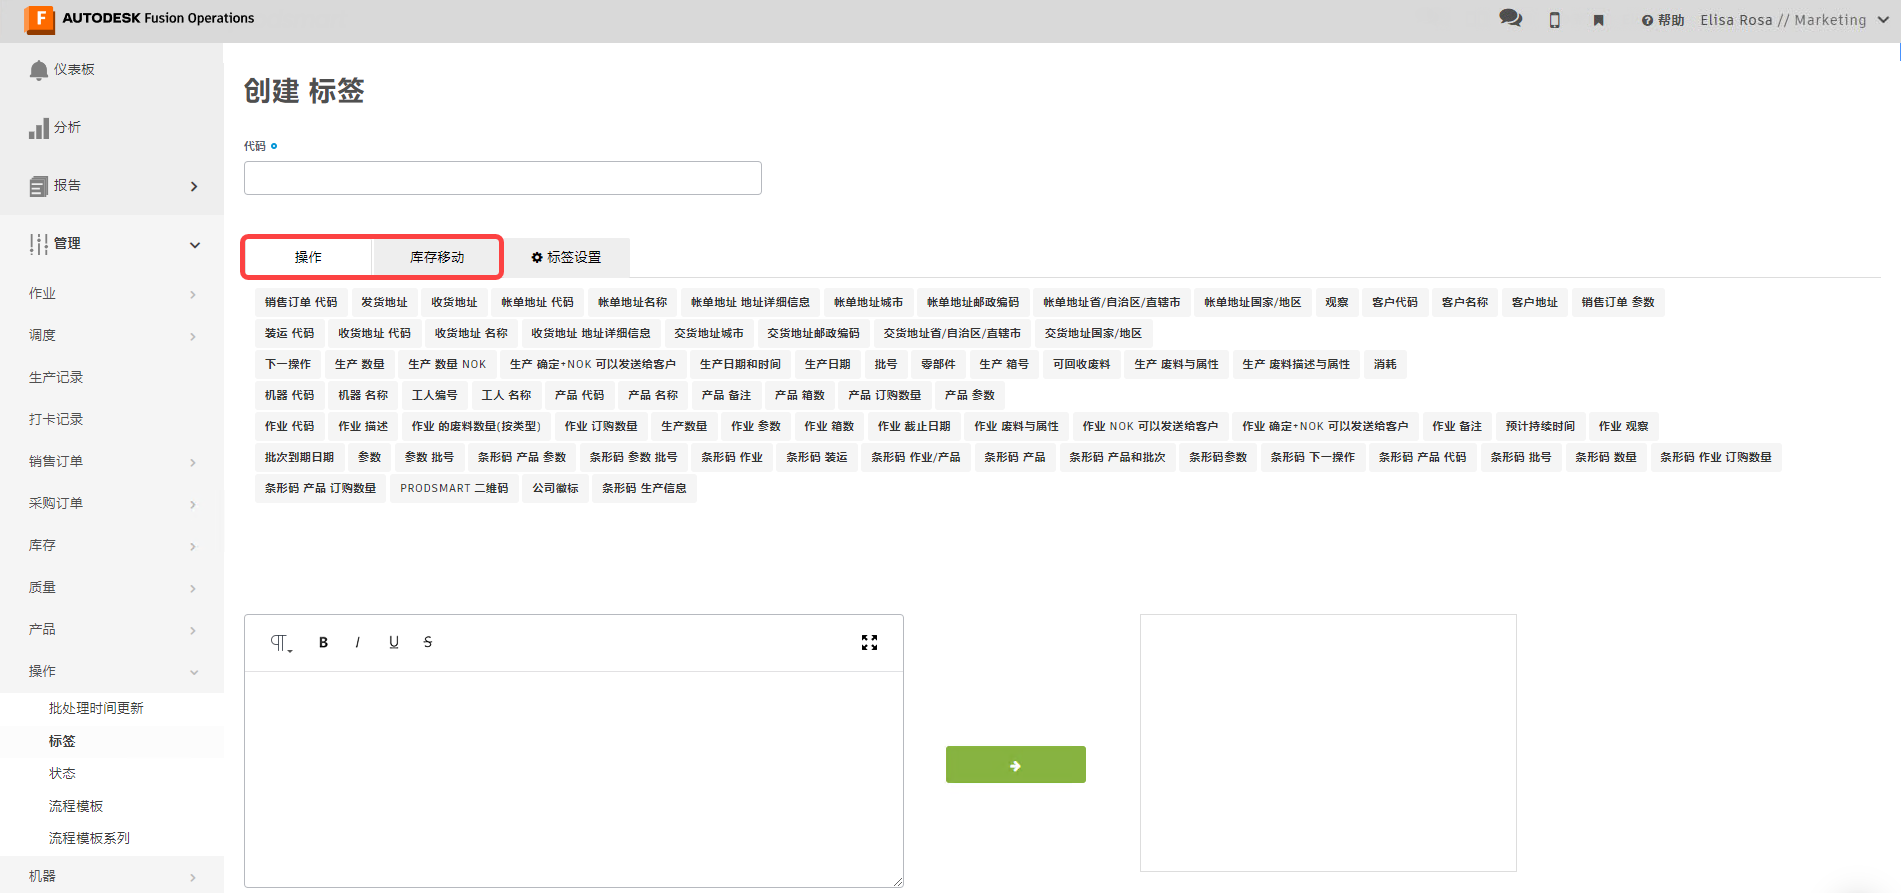 AUTODESK Fusion Operations
帮助 Elisa Rosa // Marketing
仪表板
分析
报告
管理
作业
调度
生产记录
打卡记录
销售订单
采购订单
库存
质量
产品
操作
批处理时间更新
标签
状态
流程模板
流程模板系列
机器
创建 标签
代码
操作 库存移动 标签设置
销售订单 代码 发货地址 收货地址 帐单地址 代码 帐单地址名称 帐单地址 地址详细信息 帐单地址城市 帐单地址邮政编码 帐单地址省/自治区/直辖市 帐单地址国家/地区 观察 客户代码 客户名称 客户地址 销售订单 参数
装运 代码 收货地址 代码 收货地址 名称 收货地址 地址详细信息 交货地址城市 交货地址邮政编码 交货地址省/自治区/直辖市 交货地址国家/地区
下一操作 生产 数量 生产 数量 NOK 生产 确定+NOK 可以发送给客户 生产日期和时间 生产日期 批号 零部件 生产 箱号 可回收废料 生产 废料与属性 生产 废料描述与属性 消耗
机器 代码 机器 名称 工人编号 工人 名称 产品 代码 产品 名称 产品 备注 产品 箱数 产品 订购数量 产品 参数
作业 代码 作业 描述 作业 的废料数量(按类型) 作业 订购数量 生产数量 作业 参数 作业 箱数 作业 截止日期 作业 废料与属性 作业 NOK 可以发送给客户 作业 确定+NOK 可以发送给客户 作业 备注 预计持续时间 作业 观察
批次到期日期 参数 参数 批号 条形码 产品 参数 条形码 参数 批号 条形码 作业 条形码 装运 条形码 作业/产品 条形码 产品 条形码 产品和批次 条形码参数 条形码 下一操作 条形码 产品 代码 条形码 批号 条形码 数量 条形码 作业 订购数量
条形码 产品 订购数量 PRODSMART 二维码 公司徽标 条形码 生产信息
B I U S